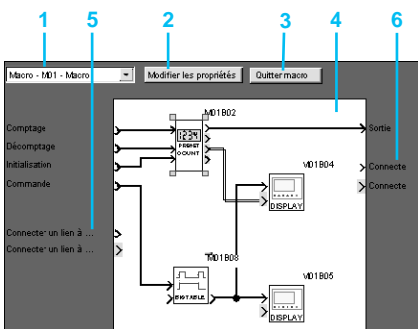 1 5 2 3 4 6
Macro - M01 - Macro
Modifier les propriétés
Quitter macro
M01B02
Comptage
Sortie
Décomptage
1234
PRESET
COUNT
Initialisation
M01B04
Connecte
Commande
Connecte
DISPLAY
Connecter un lien à ...
Connecter un lien à ...
M01B08
M01B05
BISTABLE
DISPLAY